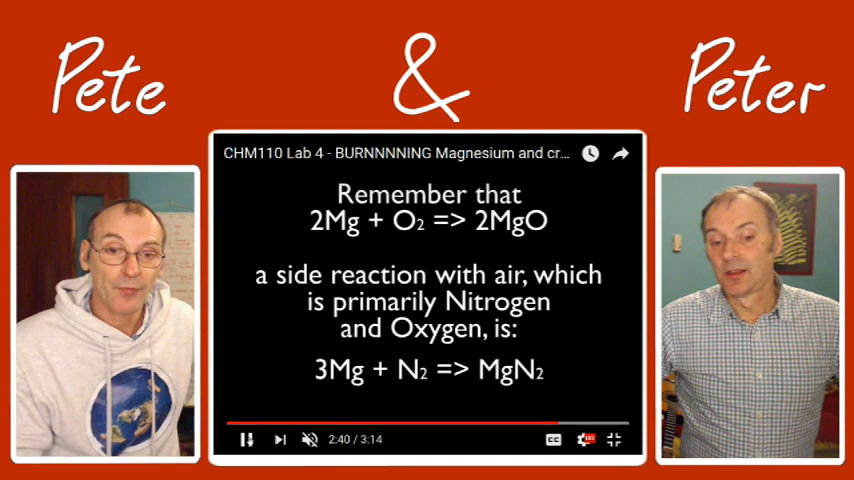 Pete & Peter
CHM110 Lab 4 - BURNNNNING Magnesium and cr...
Remember that
2Mg + O₂ => 2MgO
a side reaction with air, which
is primarily Nitrogen
and Oxygen, is:
3Mg + N₂ => MgN₂
2:40 / 3:14
CC